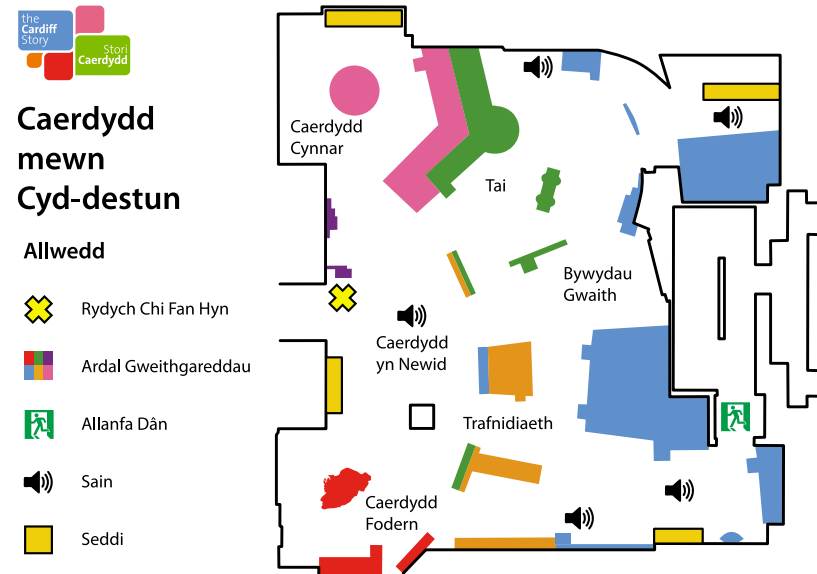 the
Cardiff
Story
Stori
Caerdydd
Caerdydd
mewn
Cyd-destun
Allwedd
Rydych Chi Fan Hyn
Ardal Gweithgareddau
Allanfa Dân
Sain
Seddi
Caerdydd
Cynnar
Tai
Bywydau
Gwaith
Caerdydd
yn Newid
Trafnidiaeth
Caerdydd
Fodern